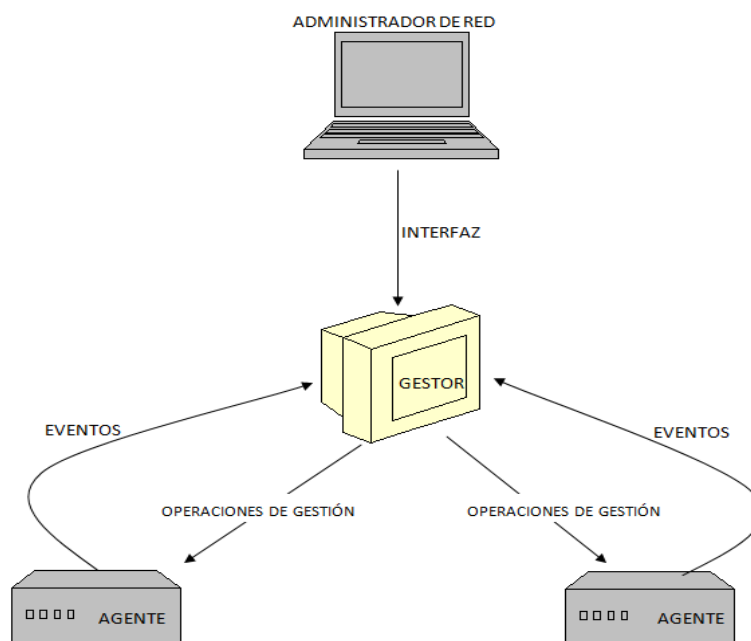 ADMINISTRADOR DE RED
INTERFAZ
GESTOR
EVENTOS
EVENTOS
OPERACIONES DE GESTIÓN
OPERACIONES DE GESTIÓN
AGENTE
AGENTE